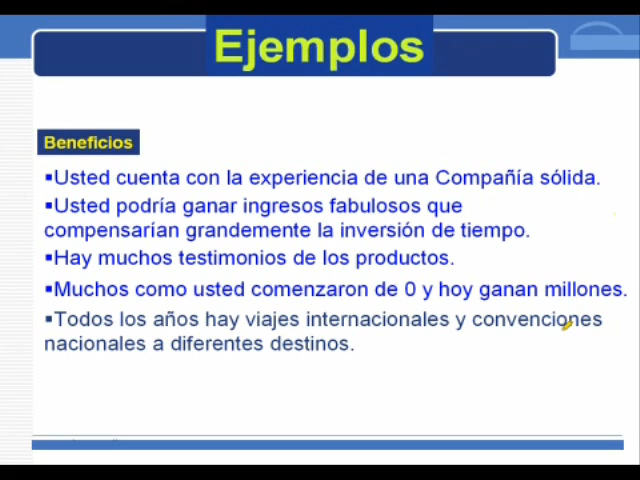 Ejemplos
Beneficios
▪Usted cuenta con la experiencia de una Compañía sólida.
▪Usted podría ganar ingresos fabulosos que
compensarían grandemente la inversión de tiempo.
▪Hay muchos testimonios de los productos.
▪Muchos como usted comenzaron de 0 y hoy ganan millones.
▪Todos los años hay viajes internacionales y convenciones
nacionales a diferentes destinos.